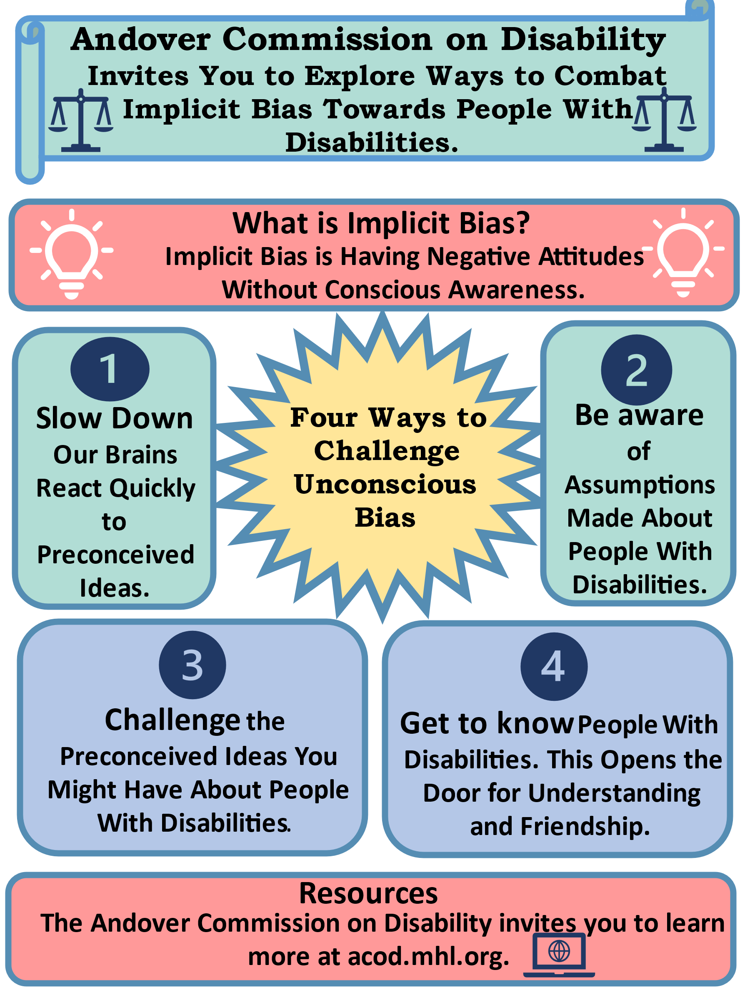 Andover Commission on Disability
Invites You to Explore Ways to Combat
Implicit Bias Towards People With
Disabilities.
What is Implicit Bias?
Implicit Bias is Having Negative Attitudes
Without Conscious Awareness.
1
Slow Down
Our Brains
React Quickly
to
Preconceived
Ideas.
Four Ways to
Challenge
Unconscious
Bias
2
Be aware
of
Assumptions
Made About
People With
Disabilities.
3
Challenge the
Preconceived Ideas You
Might Have About People
With Disabilities.
4
Get to know People With
Disabilities. This Opens the
Door for Understanding
and Friendship.
Resources
The Andover Commission on Disability invites you to learn
more at acod.mhl.org.